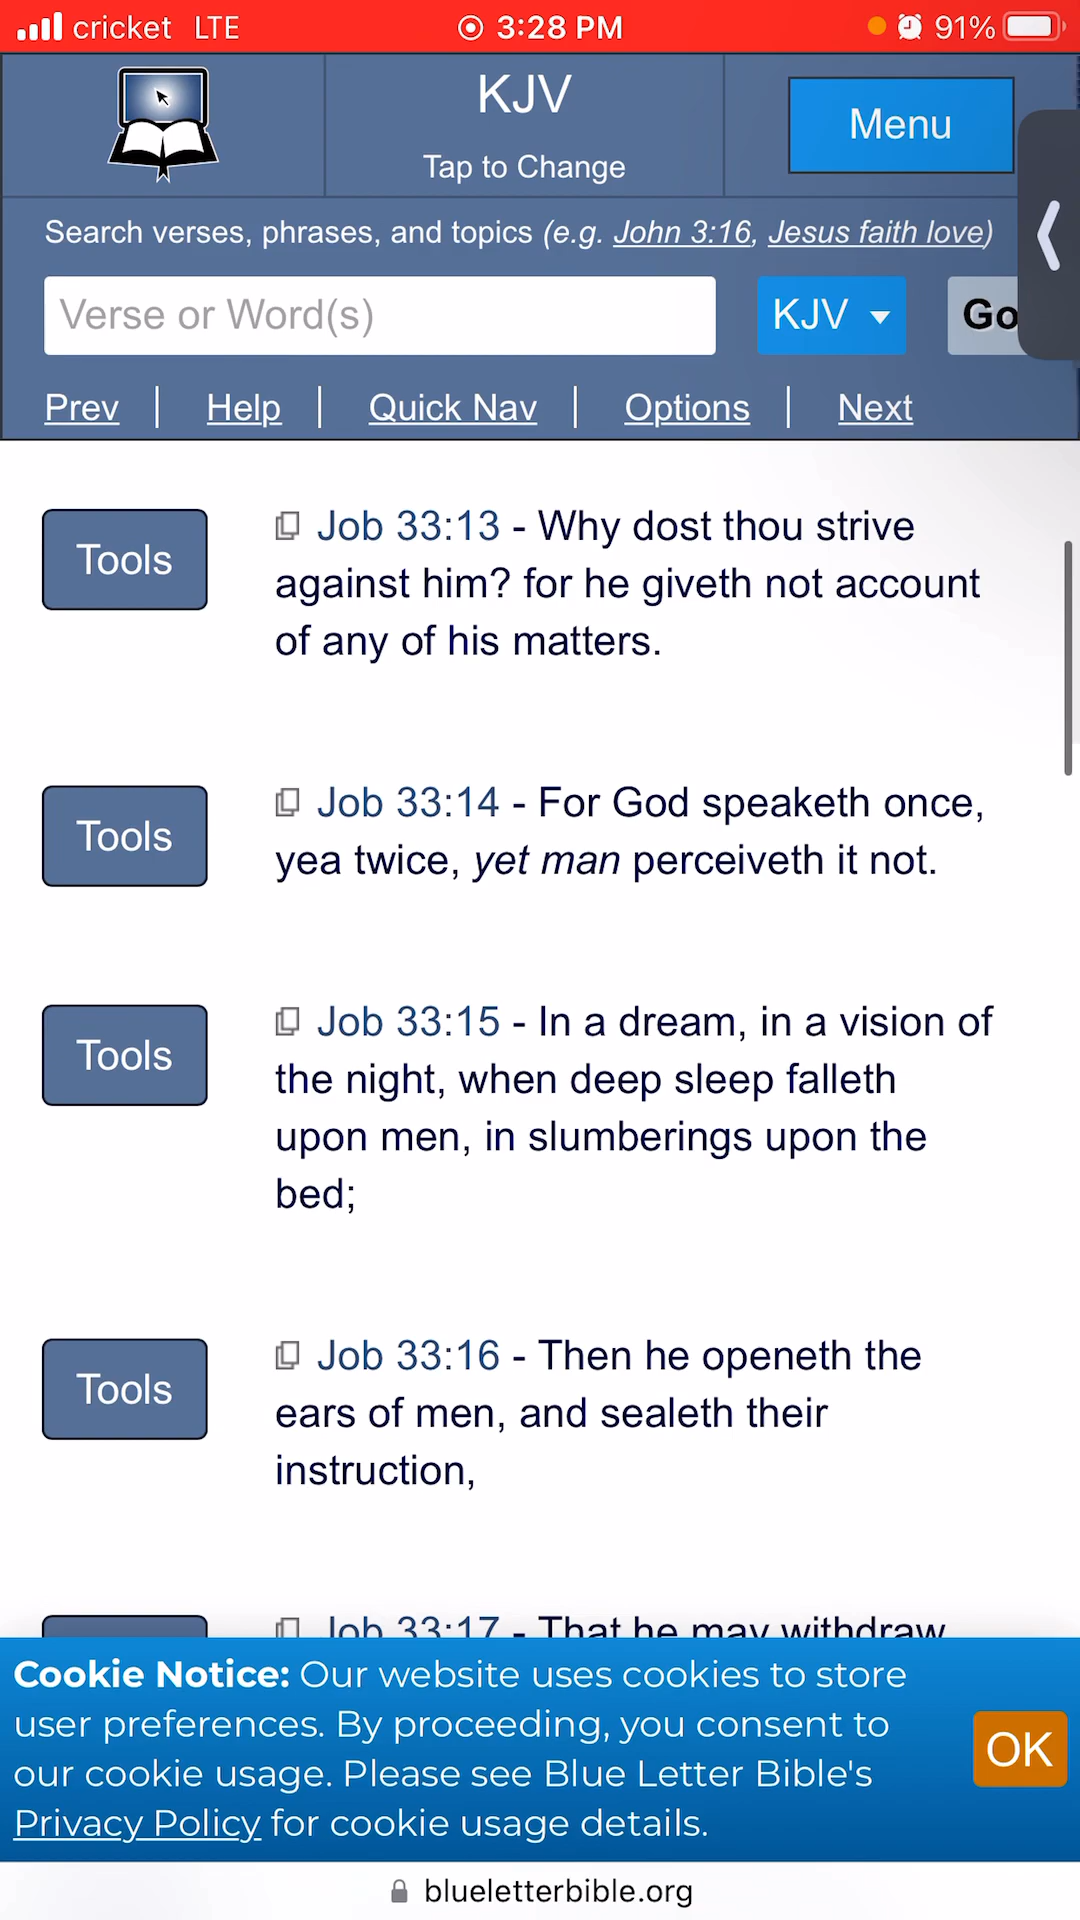 cricket LTE 3:28 PM 91%
KJV
Tap to Change
Menu
Search verses, phrases, and topics (e.g. John 3:16, Jesus faith love)
Verse or Word(s) KJV Go
Prev | Help | Quick Nav | Options | Next
Tools
Job 33:13 - Why dost thou strive
against him? for he giveth not account
of any of his matters.
Tools
Job 33:14 - For God speaketh once,
yea twice, yet man perceiveth it not.
Tools
Job 33:15 - In a dream, in a vision of
the night, when deep sleep falleth
upon men, in slumberings upon the
bed;
Tools
Job 33:16 - Then he openeth the
ears of men, and sealeth their
instruction,
Job 33:17 - That he may withdraw
Cookie Notice: Our website uses cookies to store
user preferences. By proceeding, you consent to
our cookie usage. Please see Blue Letter Bible's
Privacy Policy for cookie usage details.
OK
blueletterbible.org